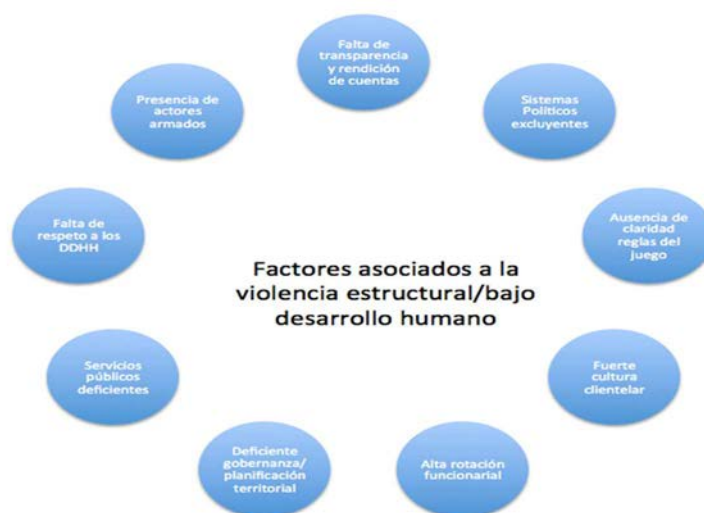 Falta de
transparencia
y rendición
de cuentas
Sistemas
Políticos
excluyentes
Ausencia de
claridad
reglas del
juego
Fuerte
cultura
clientelar
Alta rotación
funcionarial
Deficiente
gobernanza/
planificación
territorial
Servicios
públicos
deficientes
Falta de
respeto a los
DDHH
Presencia de
actores
armados
Factores asociados a la
violencia estructural/bajo
desarrollo humano